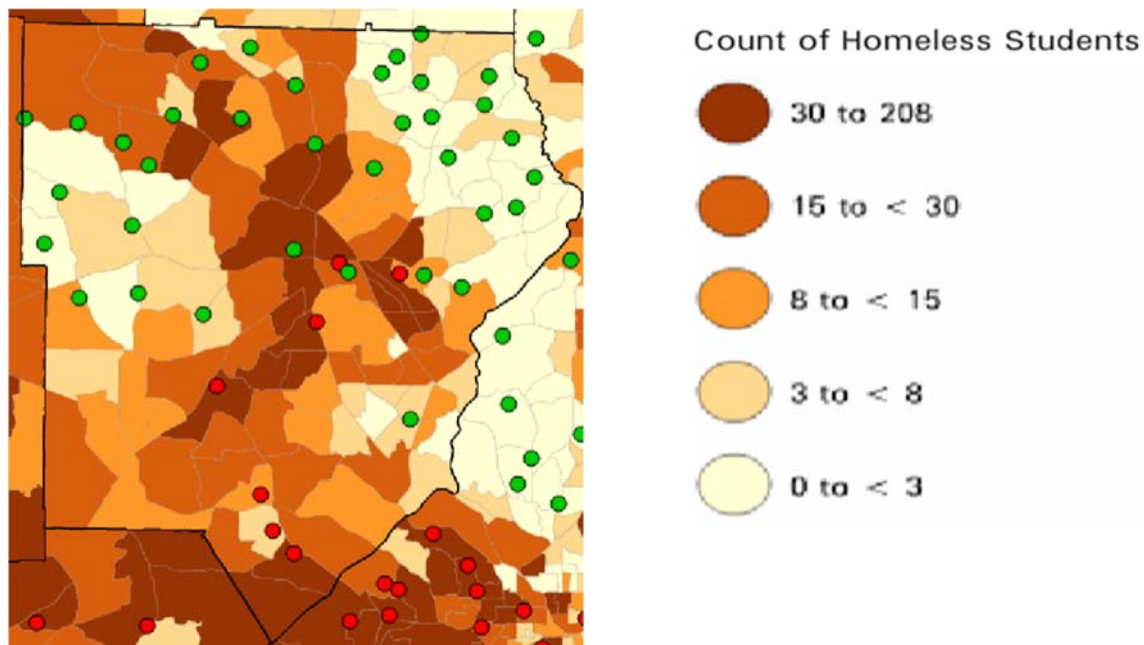 Count of Homeless Students
30 to 208
15 to < 30
8 to < 15
3 to < 8
0 to < 3